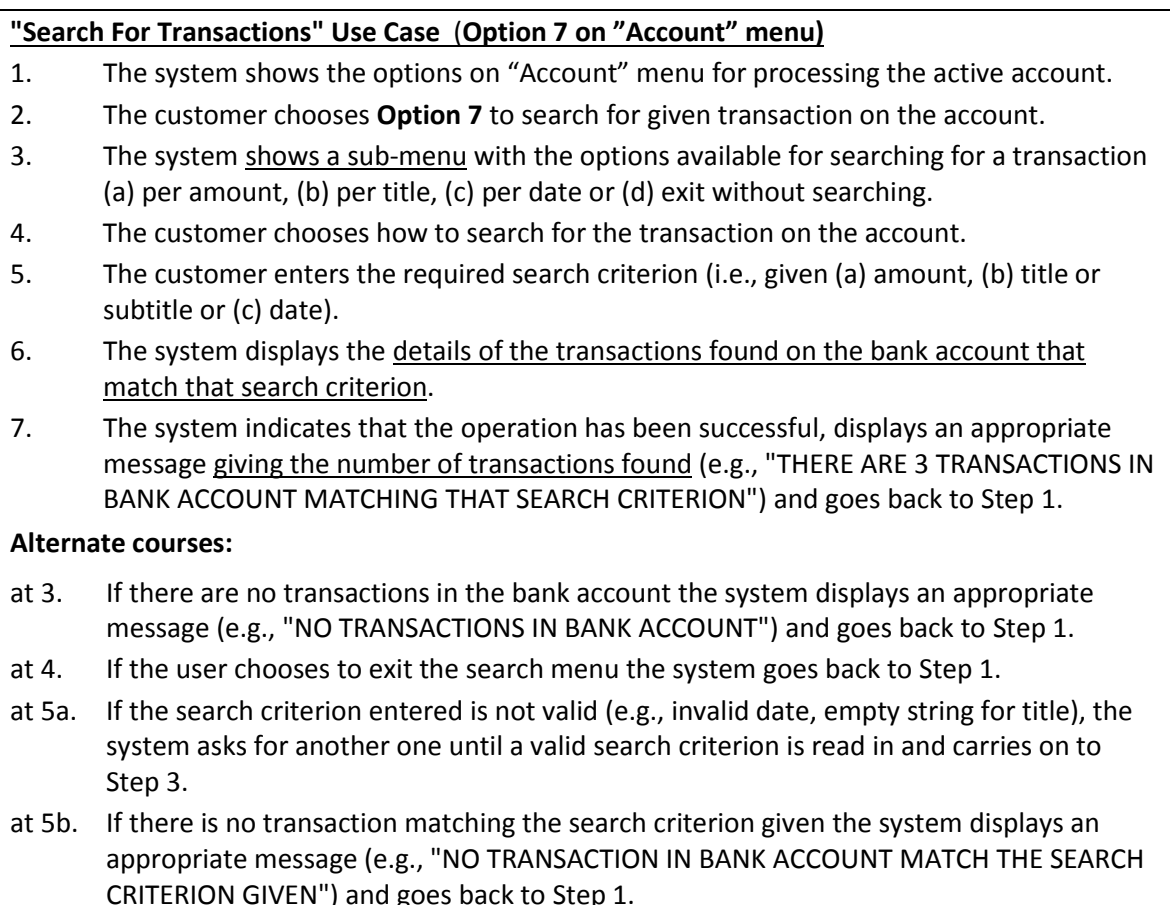 "Search For Transactions" Use Case (Option 7 on ”Account” menu)
1. The system shows the options on “Account” menu for processing the active account.
2. The customer chooses Option 7 to search for given transaction on the account.
3. The system shows a sub-menu with the options available for searching for a transaction
(a) per amount, (b) per title, (c) per date or (d) exit without searching.
4. The customer chooses how to search for the transaction on the account.
5. The customer enters the required search criterion (i.e., given (a) amount, (b) title or
subtitle or (c) date).
6. The system displays the details of the transactions found on the bank account that
match that search criterion.
7. The system indicates that the operation has been successful, displays an appropriate
message giving the number of transactions found (e.g., "THERE ARE 3 TRANSACTIONS IN
BANK ACCOUNT MATCHING THAT SEARCH CRITERION") and goes back to Step 1.
Alternate courses:
at 3. If there are no transactions in the bank account the system displays an appropriate
message (e.g., "NO TRANSACTIONS IN BANK ACCOUNT") and goes back to Step 1.
at 4. If the user chooses to exit the search menu the system goes back to Step 1.
at 5a. If the search criterion entered is not valid (e.g., invalid date, empty string for title), the
system asks for another one until a valid search criterion is read in and carries on to
Step 3.
at 5b. If there is no transaction matching the search criterion given the system displays an
appropriate message (e.g., "NO TRANSACTION IN BANK ACCOUNT MATCH THE SEARCH
CRITERION GIVEN") and goes back to Step 1.